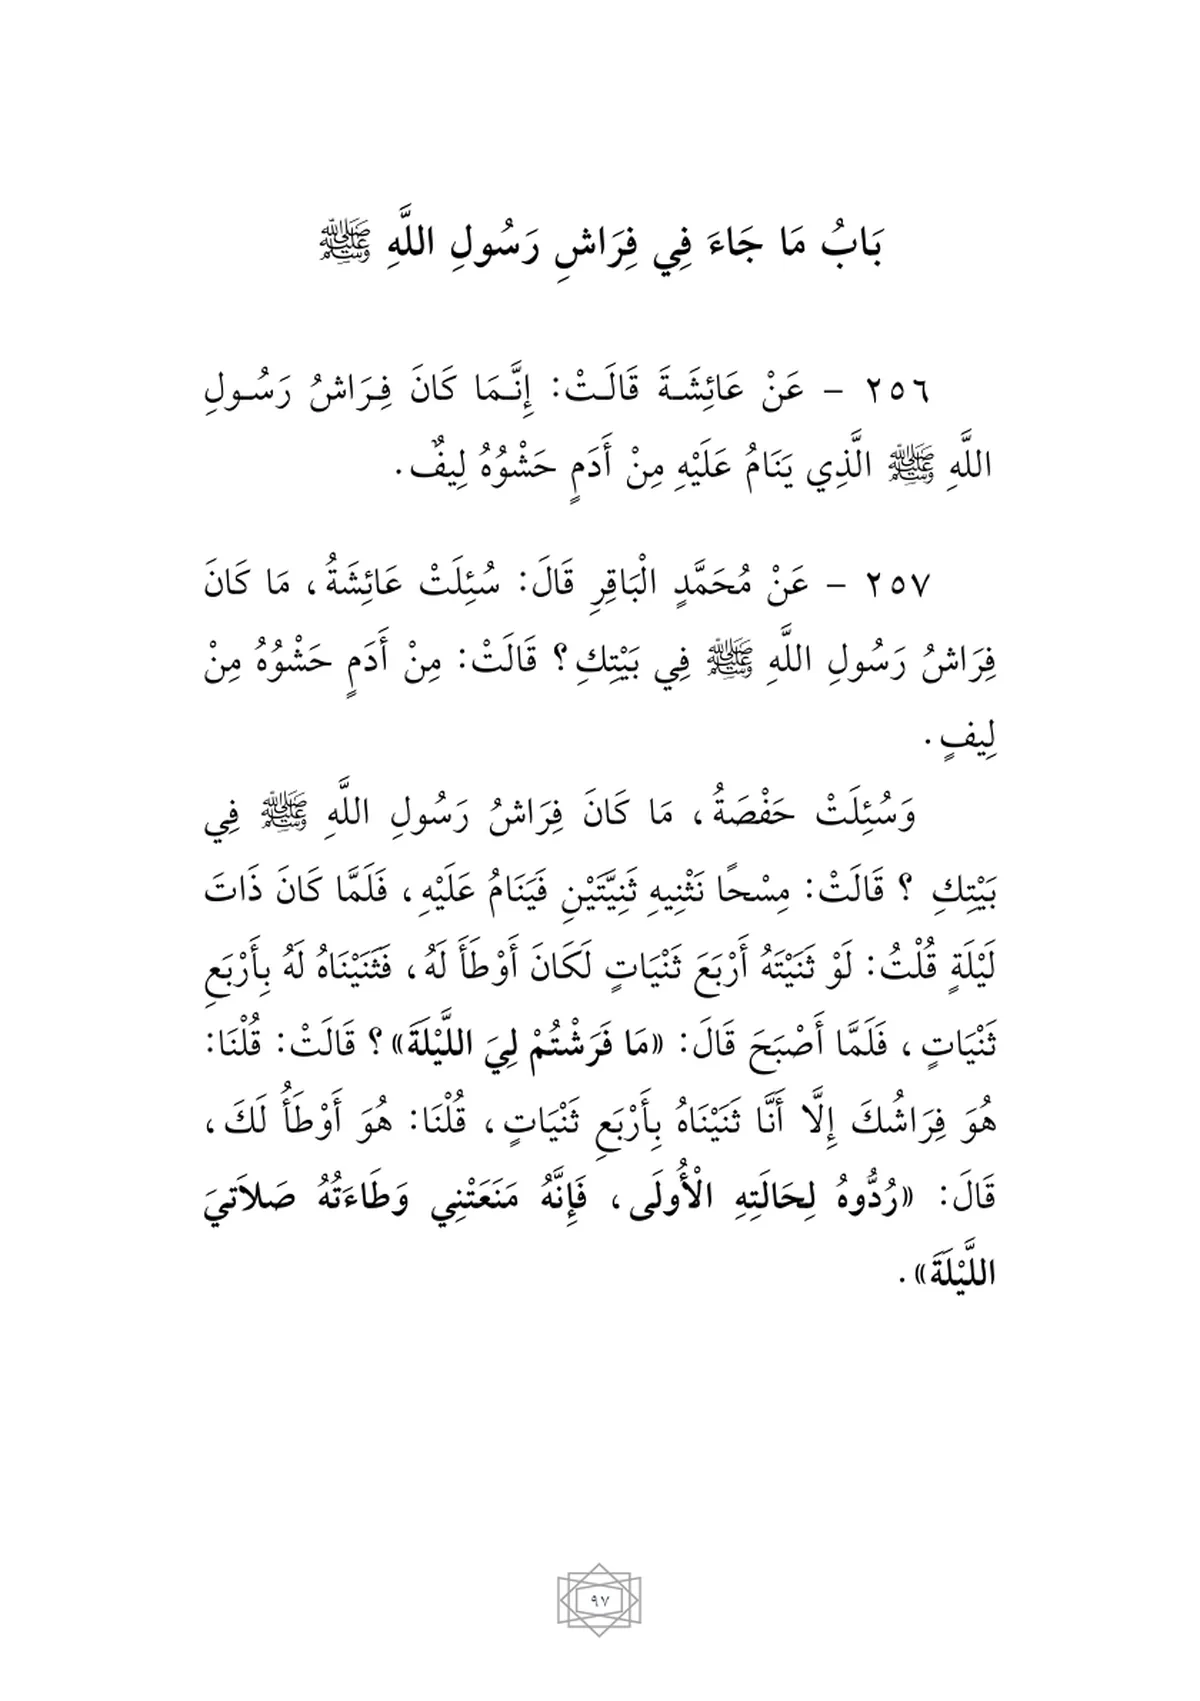 بَابُ مَا جَاءَ فِي فِرَاشِ رَسُولِ اللَّهِ ﷺ
٢٥٦ – عَنْ عَائِشَةَ قَالَتْ: إِنَّمَا كَانَ فِرَاشُ رَسُولِ
اللَّهِ ﷺ الَّذِي يَنَامُ عَلَيْهِ مِنْ أَدَمٍ حَشْوُهُ لِيفٌ.
٢٥٧ – عَنْ مُحَمَّدٍ الْبَاقِرِ قَالَ: سُئِلَتْ عَائِشَةُ، مَا كَانَ
فِرَاشُ رَسُولِ اللَّهِ ﷺ فِي بَيْتِكِ؟ قَالَتْ: مِنْ أَدَمٍ حَشْوُهُ مِنْ
لِيفٍ.
وَسُئِلَتْ حَفْصَةُ، مَا كَانَ فِرَاشُ رَسُولِ اللَّهِ ﷺ فِي
بَيْتِكِ ؟ قَالَتْ: مِسْحًا نَثْنِيهِ ثَنِيَّتَيْنِ فَيَنَامُ عَلَيْهِ، فَلَمَّا كَانَ ذَاتَ
لَيْلَةٍ قُلْتُ: لَوْ ثَنَيْتَهُ أَرْبَعَ ثَنْيَاتٍ لَكَانَ أَوْطَأَ لَهُ، فَثَنَيْنَاهُ لَهُ بِأَرْبَعِ
ثَنْيَاتٍ، فَلَمَّا أَصْبَحَ قَالَ: «مَا فَرَشْتُمْ لِيَ اللَّيْلَةَ»؟ قَالَتْ: قُلْنَا:
هُوَ فِرَاشُكَ إِلَّا أَنَّا ثَنَيْنَاهُ بِأَرْبَعِ ثَنْيَاتٍ، قُلْنَا: هُوَ أَوْطَأُ لَكَ،
قَالَ: «رُدُّوهُ لِحَالَتِهِ الْأُولَى، فَإِنَّهُ مَنَعَتْنِي وَطَاءَتُهُ صَلاَتيَ
اللَّيْلَةَ».
٩٧